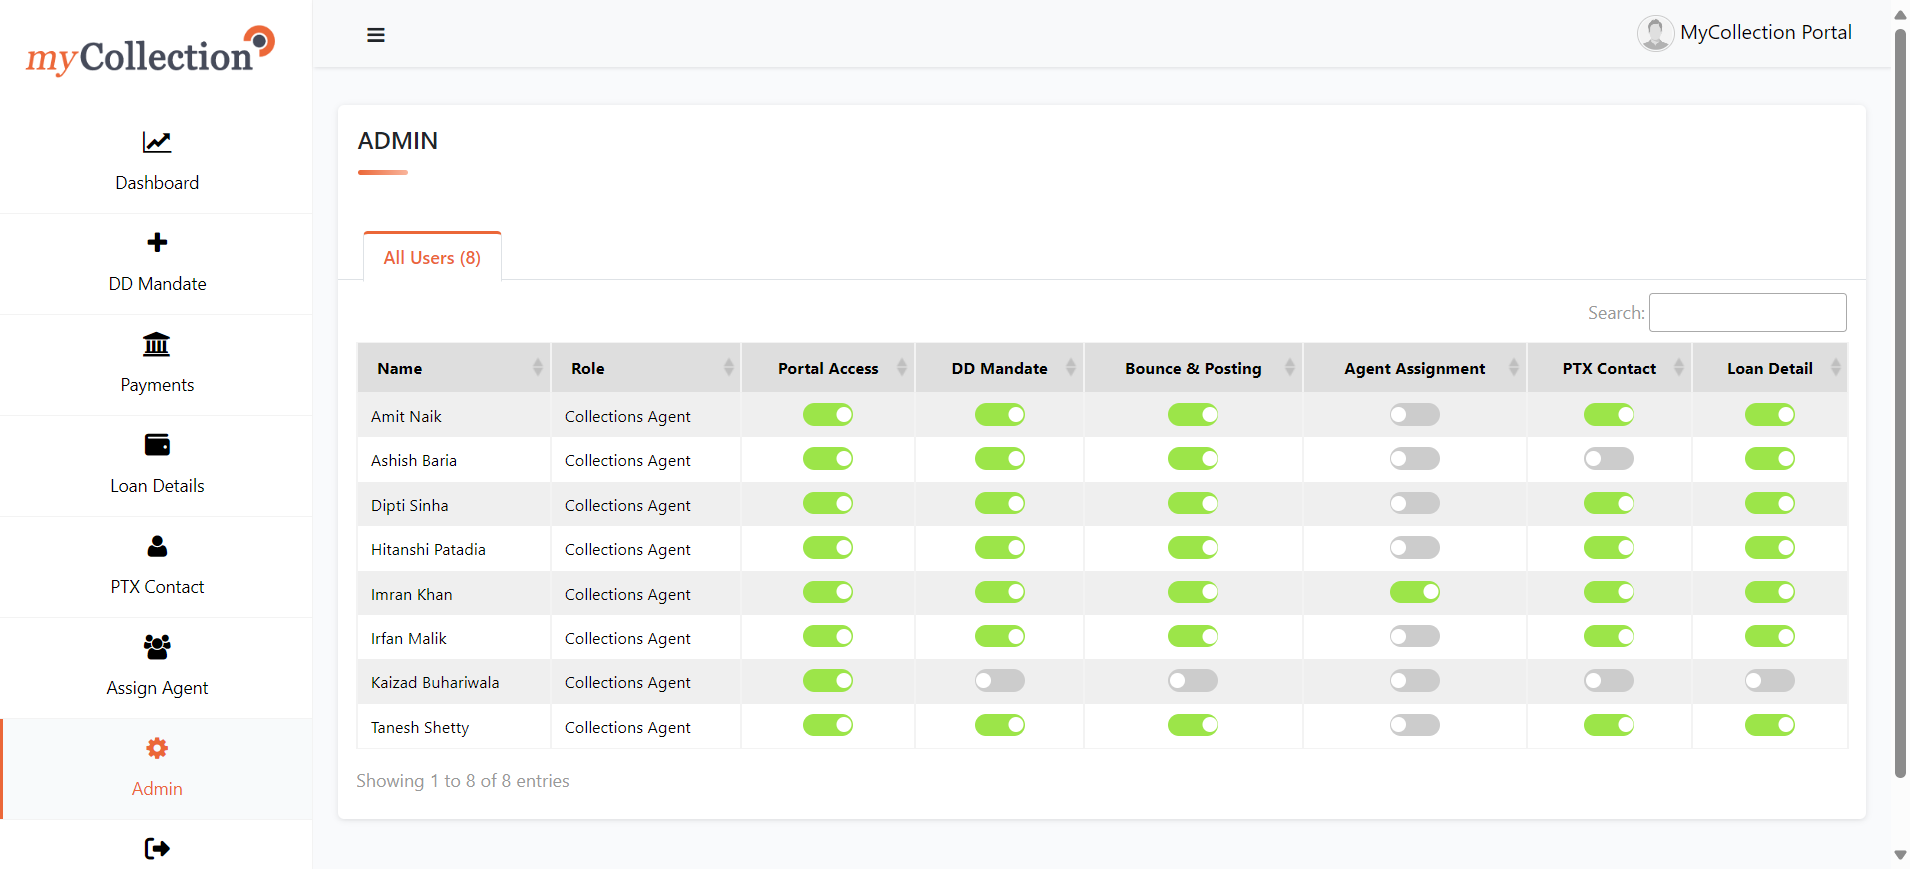 myCollection
MyCollection Portal
Dashboard
DD Mandate
Payments
Loan Details
PTX Contact
Assign Agent
Admin
ADMIN
All Users (8)
Search:
Name Role Portal Access DD Mandate Bounce & Posting Agent Assignment PTX Contact Loan Detail
Amit Naik Collections Agent
Ashish Baria Collections Agent
Dipti Sinha Collections Agent
Hitanshi Patadia Collections Agent
Imran Khan Collections Agent
Irfan Malik Collections Agent
Kaizad Buhariwala Collections Agent
Tanesh Shetty Collections Agent
Showing 1 to 8 of 8 entries